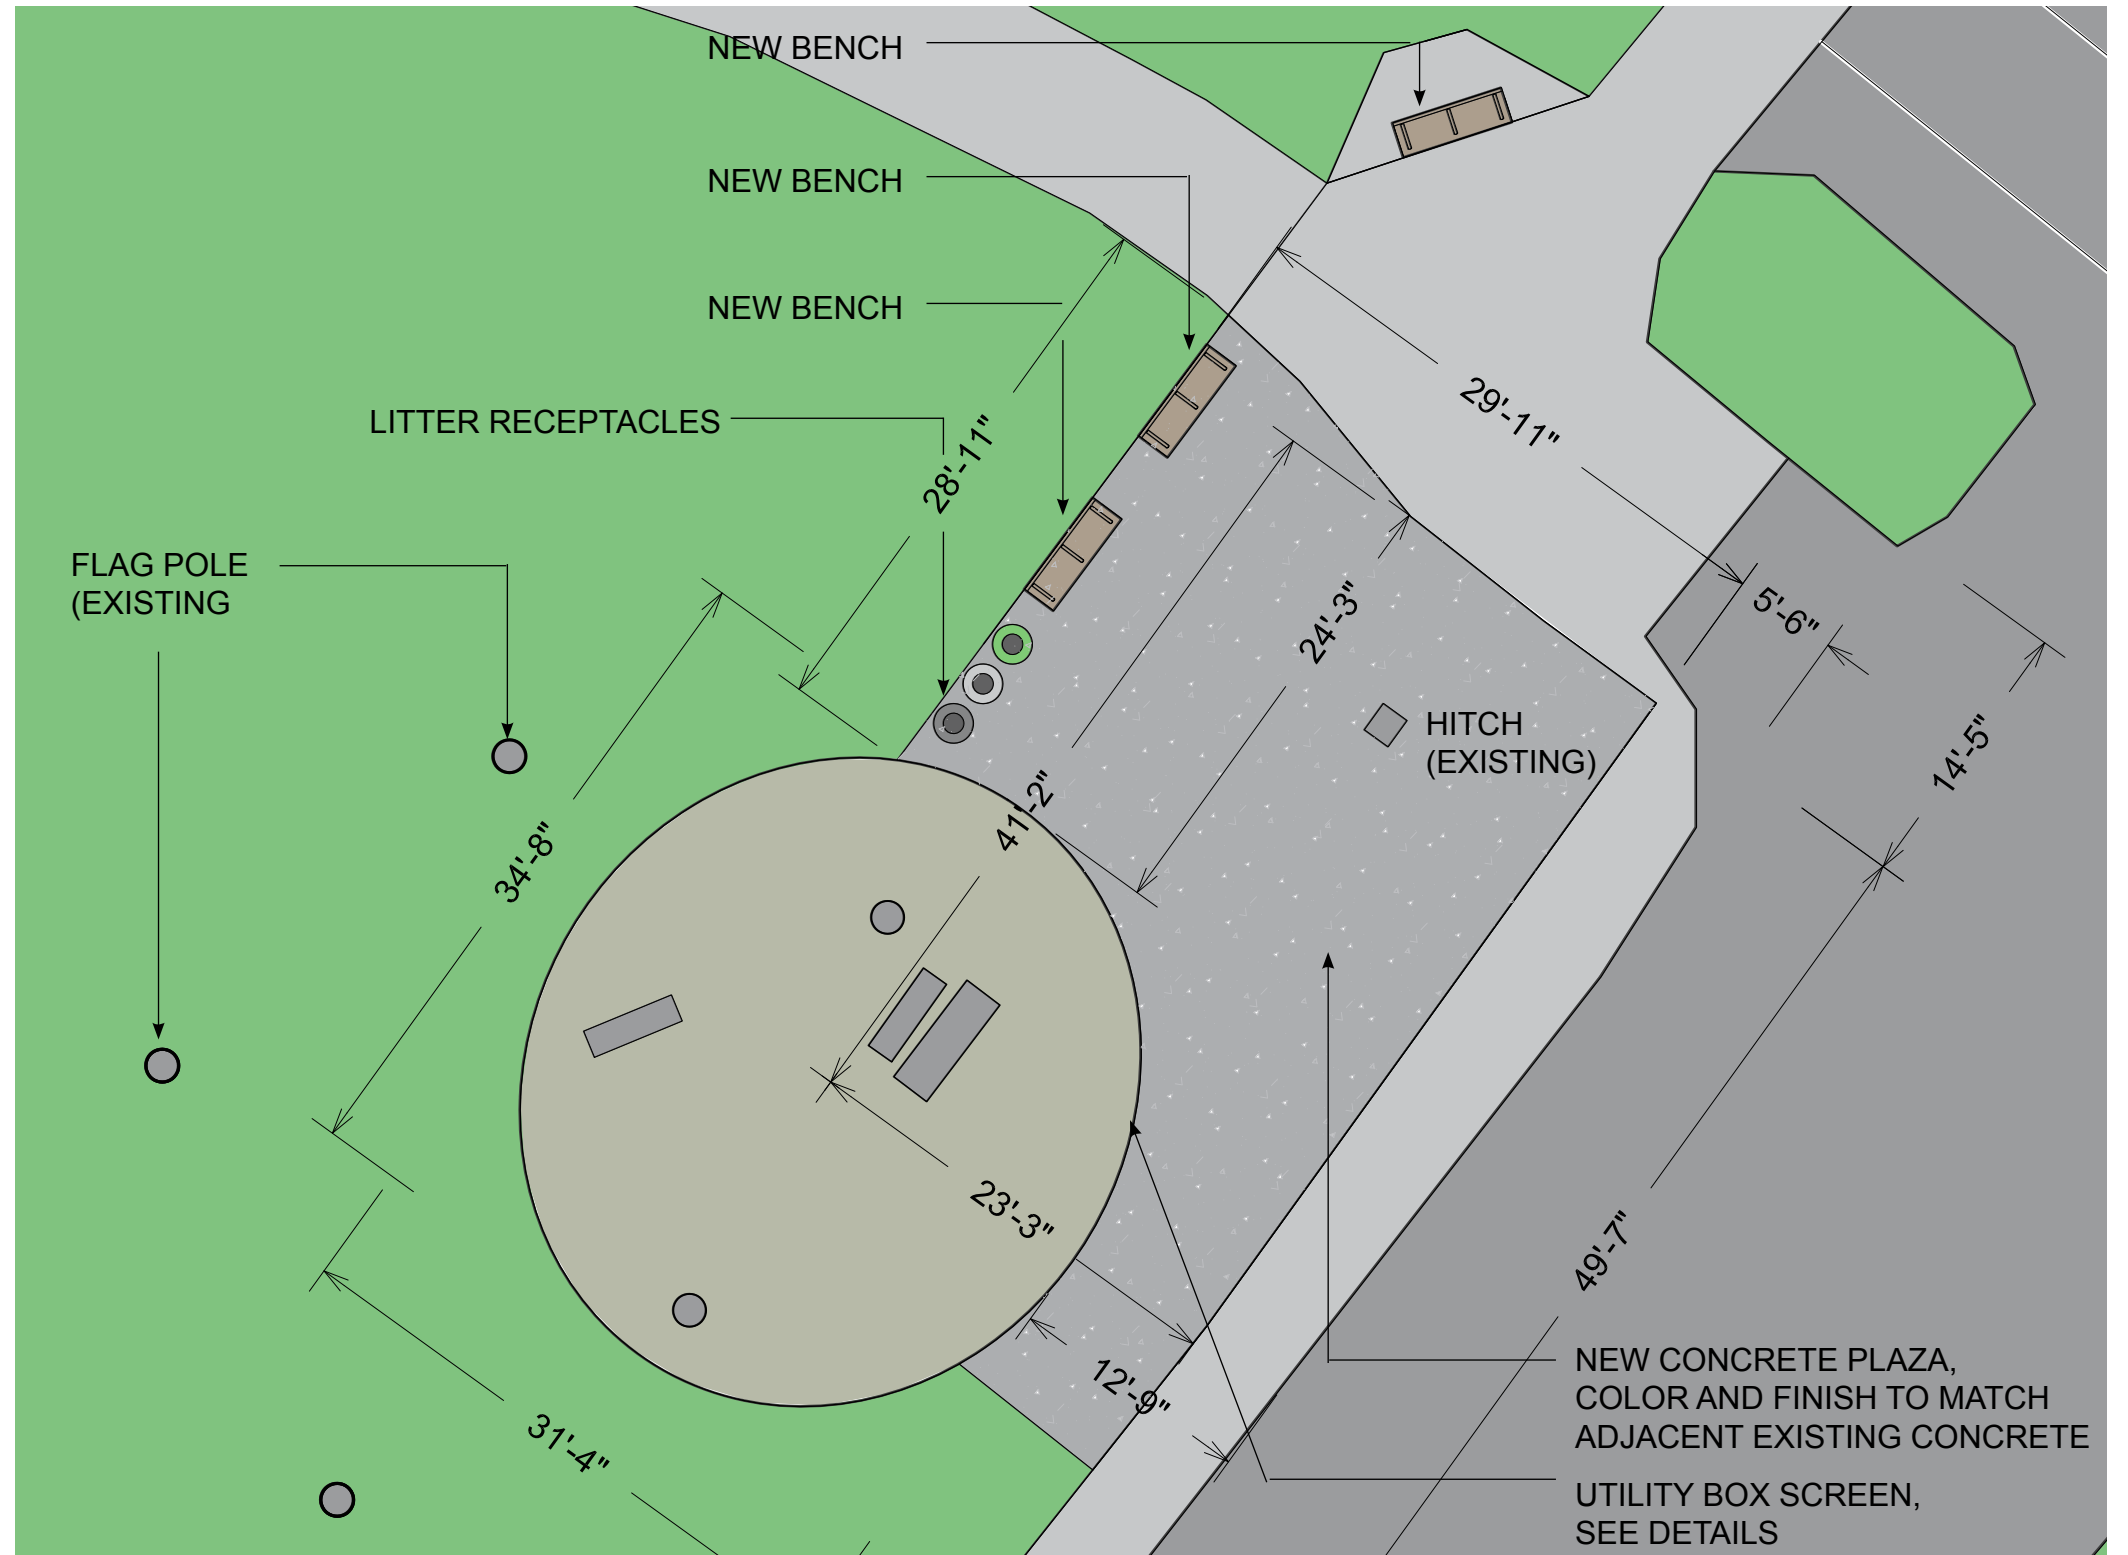 NEW BENCH
NEW BENCH
NEW BENCH
LITTER RECEPTACLES
28'-11"
29'-11"
FLAG POLE
(EXISTING
24'-3"
5'-6"
HITCH
(EXISTING)
14'-5"
41'-2"
34'-8"
23'-3"
49'-7"
12'-9"
31'-4"
NEW CONCRETE PLAZA,
COLOR AND FINISH TO MATCH
ADJACENT EXISTING CONCRETE
UTILITY BOX SCREEN,
SEE DETAILS